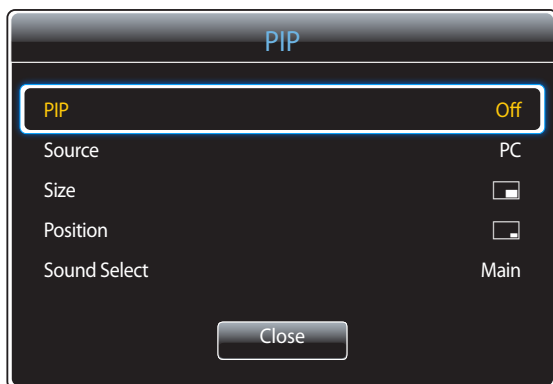 PIP
PIP Off
Source PC
Size
Position
Sound Select Main
Close